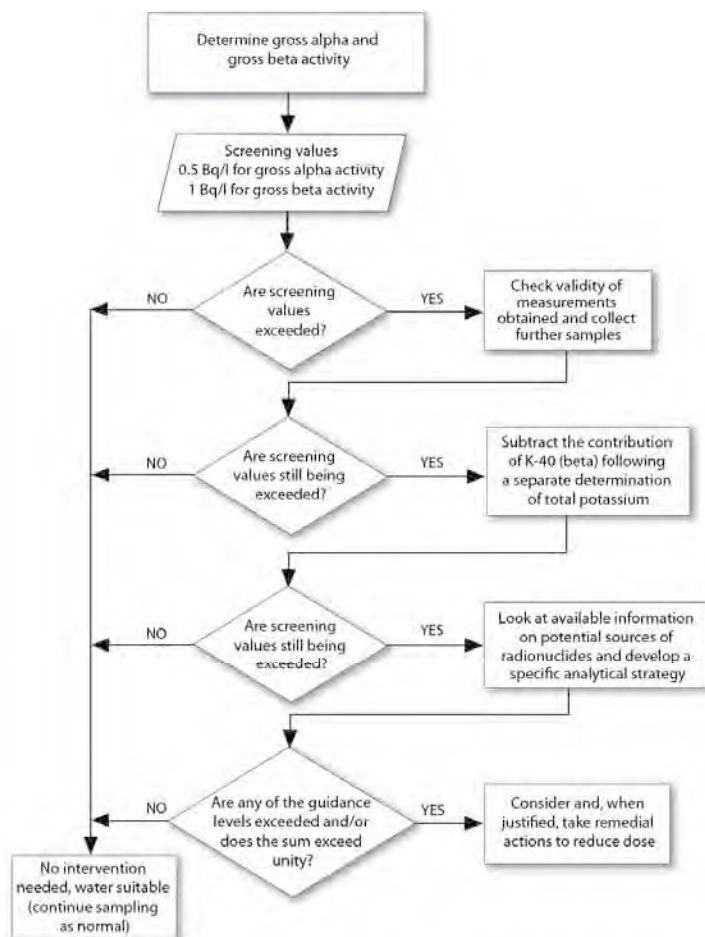 Determine gross alpha and
gross beta activity
Screening values
0.5 Bq/l for gross alpha activity
1 Bq/l for gross beta activity
NO
Are screening
values
exceeded?
YES
Check validity of
measurements
obtained and collect
further samples
NO
Are screening
values still being
exceeded?
YES
Subtract the contribution
of K-40 (beta) following
a separate determination
of total potassium
NO
Are screening
values still being
exceeded?
YES
Look at available information
on potential sources of
radionuclides and develop a
specific analytical strategy
NO
Are any of the guidance
levels exceeded and/or
does the sum exceed
unity?
YES
Consider and, when
justified, take remedial
actions to reduce dose
No intervention
needed, water suitable
(continue sampling
as normal)